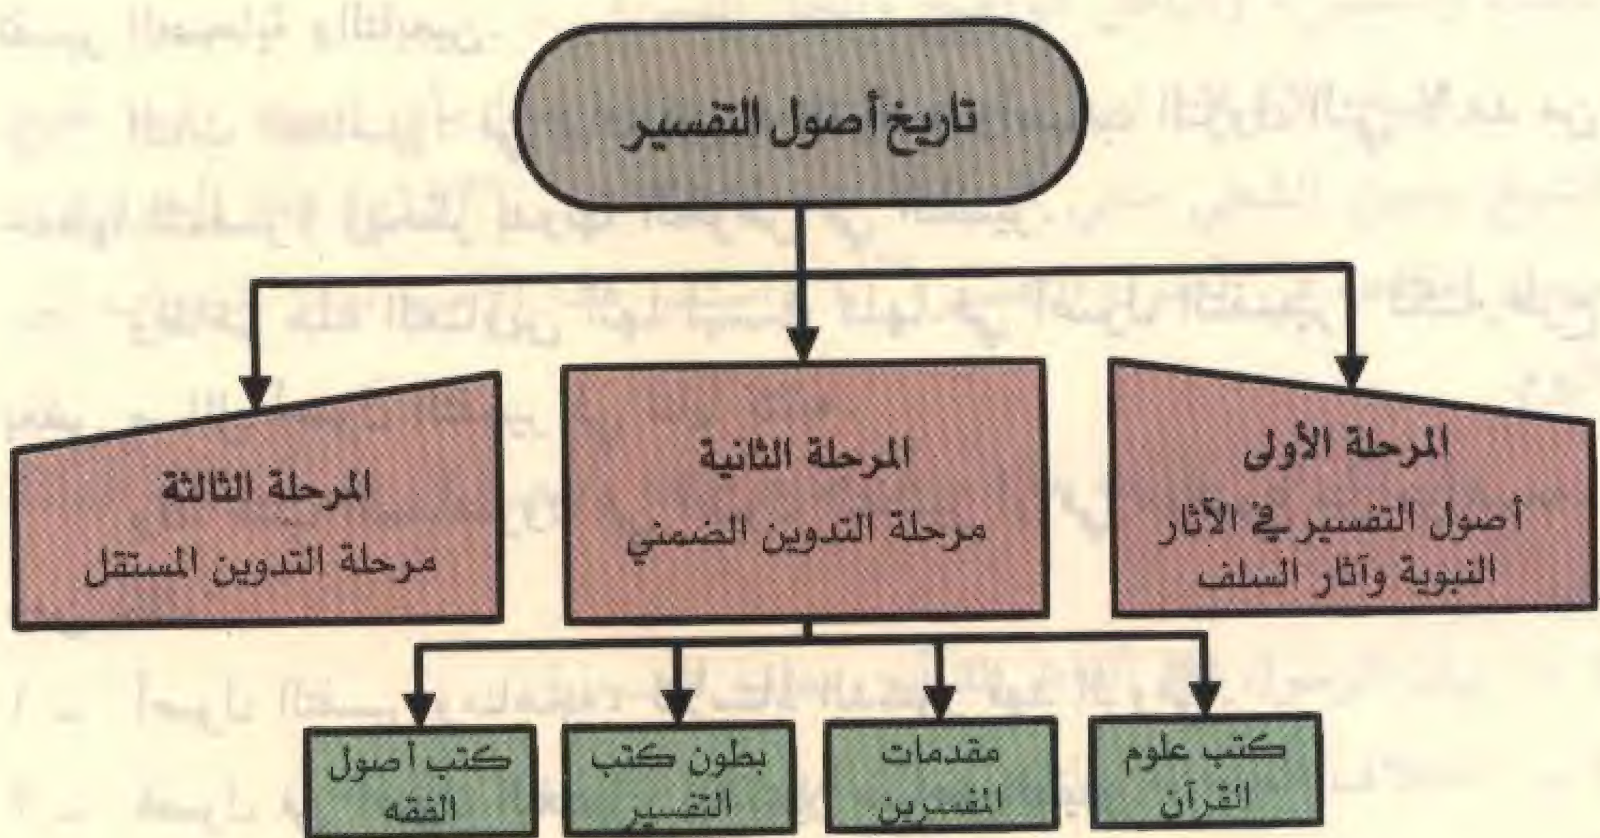 تاريخ أصول التفسير
المرحلة الأولى
أصول التفسير في الآثار
النبوية وآثار السلف
المرحلة الثانية
مرحلة التدوين الضمني
المرحلة الثالثة
مرحلة التدوين المستقل
كتب علوم
القرآن
مقدمات
المفسرين
بطون كتب
التفسير
كتب أصول
الفقه